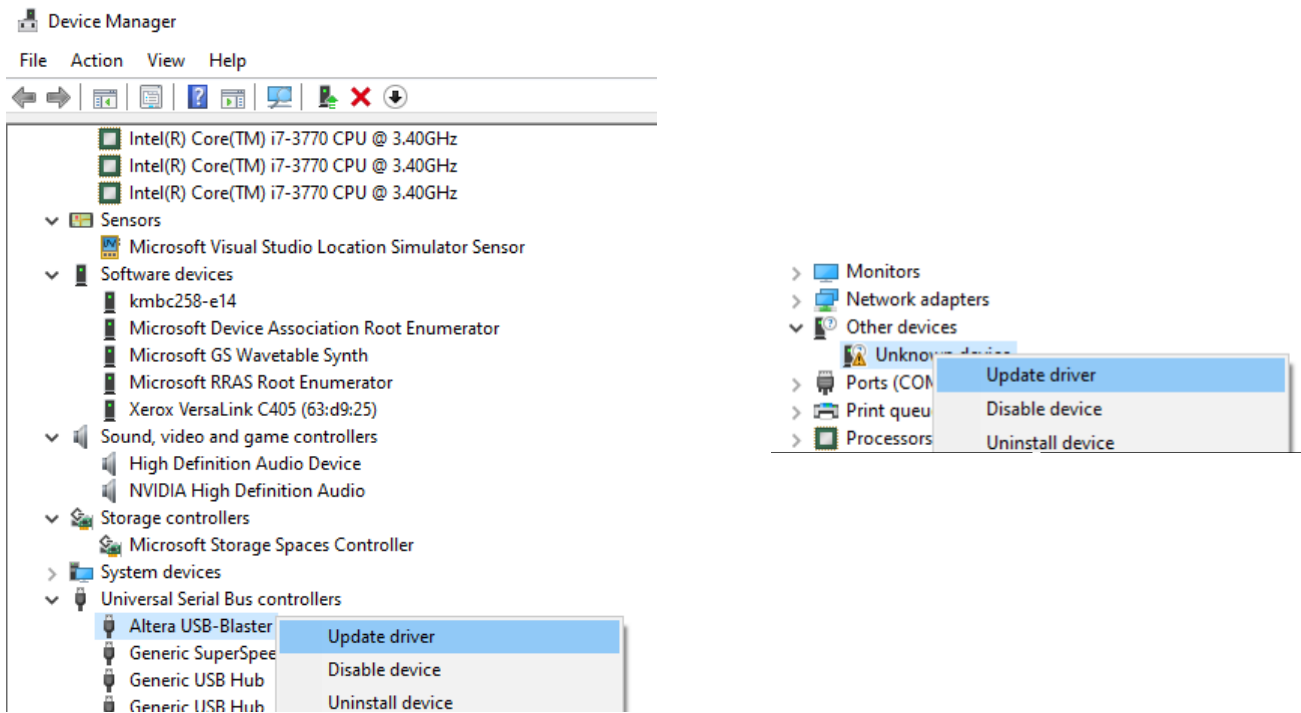 Device Manager
File Action View Help
Intel(R) Core(TM) i7-3770 CPU @ 3.40GHz
Intel(R) Core(TM) i7-3770 CPU @ 3.40GHz
Intel(R) Core(TM) i7-3770 CPU @ 3.40GHz
Sensors
Microsoft Visual Studio Location Simulator Sensor
Software devices
kmbc258-e14
Microsoft Device Association Root Enumerator
Microsoft GS Wavetable Synth
Microsoft RRAS Root Enumerator
Xerox VersaLink C405 (63:d9:25)
Sound, video and game controllers
High Definition Audio Device
NVIDIA High Definition Audio
Storage controllers
Microsoft Storage Spaces Controller
System devices
Universal Serial Bus controllers
Altera USB-Blaster
Generic SuperSpee
Generic USB Hub
Generic USB Hub
Update driver
Disable device
Uninstall device
Monitors
Network adapters
Other devices
Unknown device
Ports (COM
Print queu
Processors
Update driver
Disable device
Uninstall device